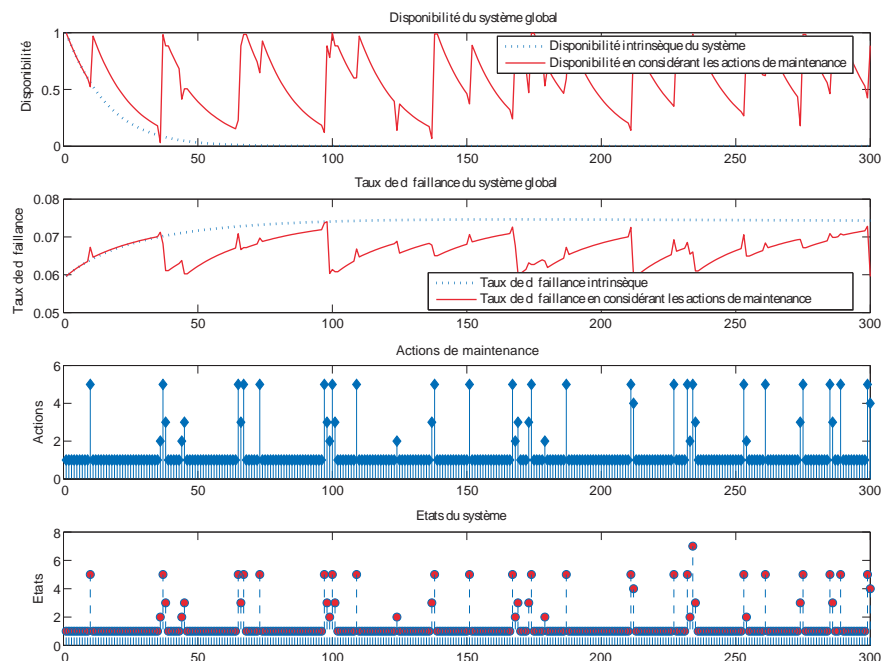 Disponibilité du système global
Disponibilité
1
0.5
0
Disponibilité intrinsèque du système
Disponibilité en considérant les actions de maintenance
0 50 100 150 200 250 300
Taux de d faillance du système global
Taux de d faillance
0.08
0.07
0.06
0.05
Taux de d faillance intrinsèque
Taux de d faillance en considérant les actions de maintenance
0 50 100 150 200 250 300
Actions de maintenance
Actions
6
4
2
0
0 50 100 150 200 250 300
Etats du système
Etats
8
6
4
2
0
0 50 100 150 200 250 300